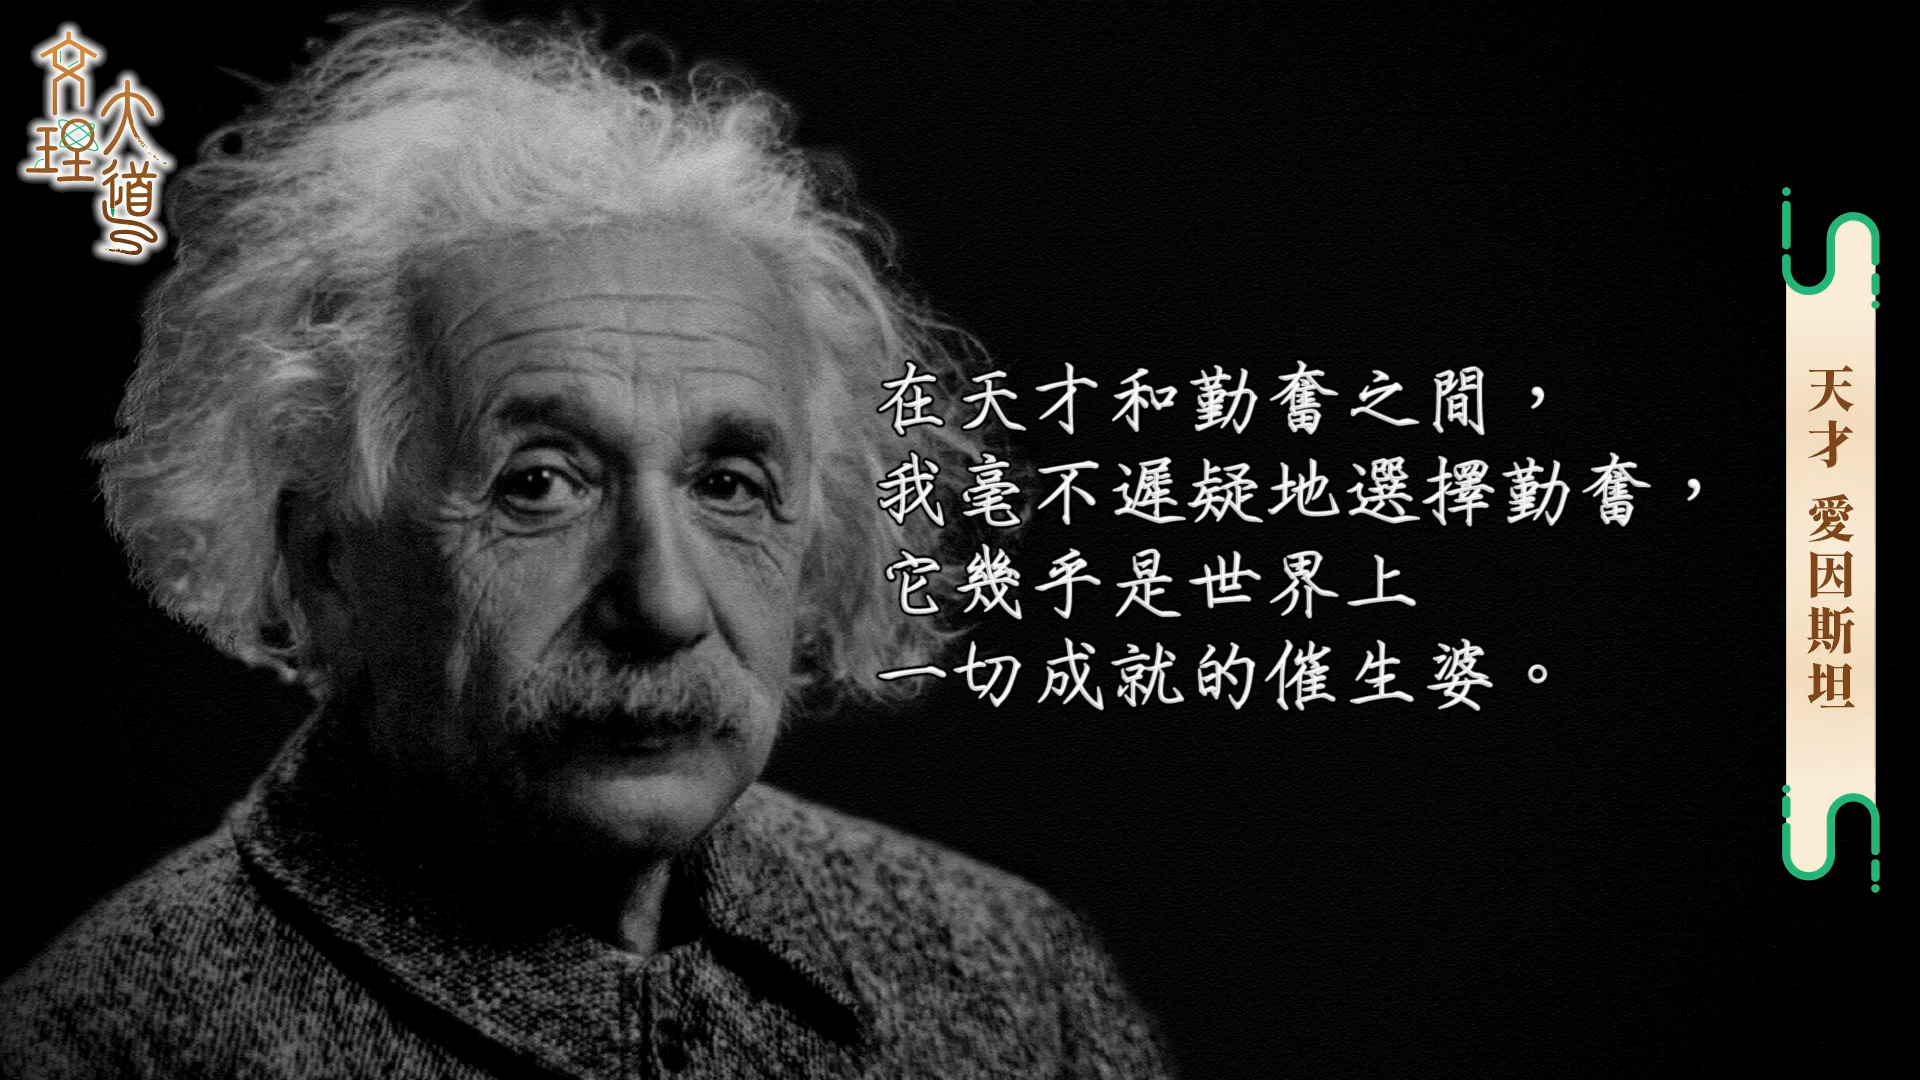 文理
大道
在天才和勤奮之間，
我毫不遲疑地選擇勤奮，
它幾乎是世界上
一切成就的催生婆。
天才 愛因斯坦